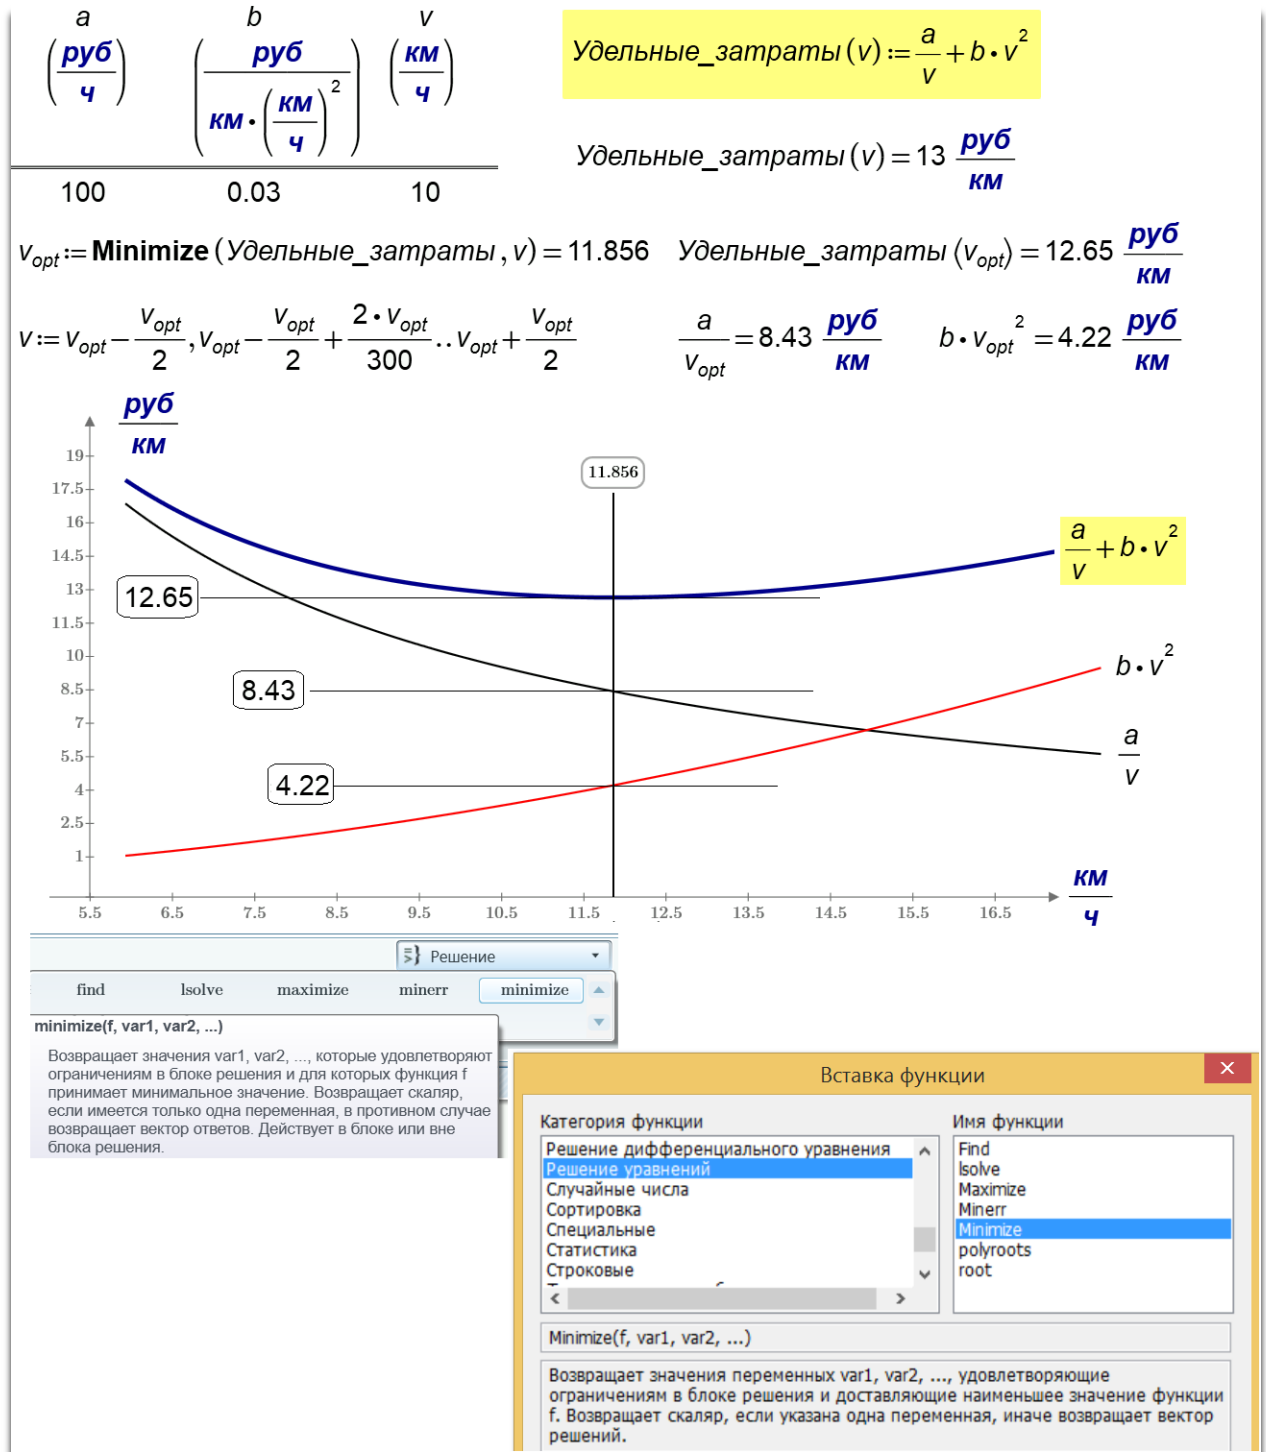 a b v
(руб/ч) (руб/(км•(км/ч)^2)) (км/ч)
100 0.03 10
Удельные_затраты(v):=a/v+b•v^2
Удельные_затраты(v)=13 руб/км
v_opt:=Minimize(Удельные_затраты,v)=11.856 Удельные_затраты(v_opt)=12.65 руб/км
v:=v_opt-v_opt/2,v_opt-v_opt/2+2•v_opt/300..v_opt+v_opt/2 a/v_opt=8.43 руб/км b•v_opt^2=4.22 руб/км
руб/км
19
17.5
16
14.5
13
11.5
10
8.5
7
5.5
4
2.5
1
11.856
12.65
8.43
4.22
a/v+b•v^2
b•v^2
a/v
5.5 6.5 7.5 8.5 9.5 10.5 11.5 12.5 13.5 14.5 15.5 16.5
км/ч
Решение
find lsolve maximize minerr minimize
minimize(f, var1, var2, ...)
Возвращает значения var1, var2, ..., которые удовлетворяют
ограничениям в блоке решения и для которых функция f
принимает минимальное значение. Возвращает скаляр,
если имеется только одна переменная, в противном случае
возвращает вектор ответов. Действует в блоке или вне
блока решения.
Вставка функции
Категория функции
Решение дифференциального уравнения
Решение уравнений
Случайные числа
Сортировка
Специальные
Статистика
Строковые
Имя функции
Find
lsolve
Maximize
Minerr
Minimize
polyroots
root
Minimize(f, var1, var2, ...)
Возвращает значения переменных var1, var2, ..., удовлетворяющие
ограничениям в блоке решения и доставляющие наименьшее значение функции
f. Возвращает скаляр, если указана одна переменная, иначе возвращает вектор
решений.